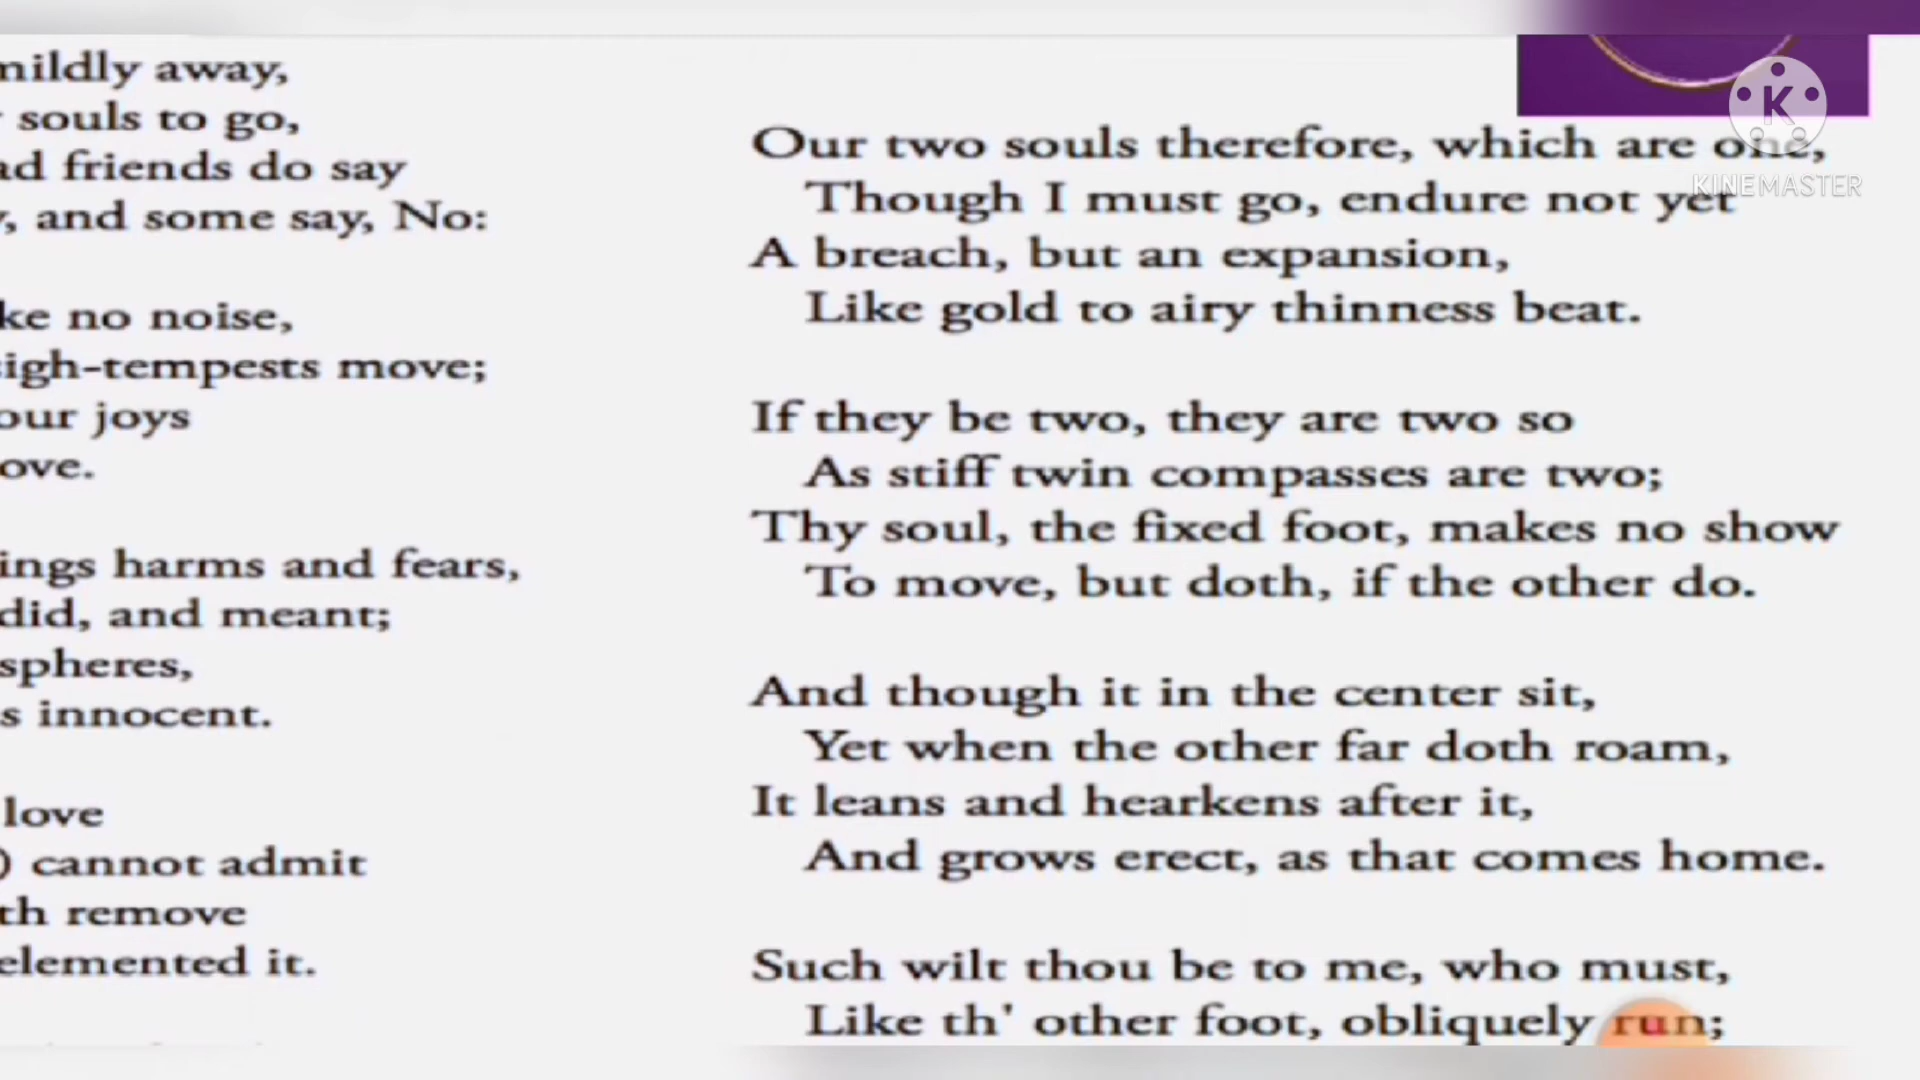 mildly away,
souls to go,
friends do say
and some say, No:
no noise,
sigh-tempests move;
our joys
harms and fears,
did, and meant;
spheres,
innocent.
love
cannot admit
remove
elemented it.
Our two souls therefore, which are one,
Though I must go, endure not yet
A breach, but an expansion,
Like gold to airy thinness beat.
If they be two, they are two so
As stiff twin compasses are two;
Thy soul, the fixed foot, makes no show
To move, but doth, if the other do.
And though it in the center sit,
Yet when the other far doth roam,
It leans and hearkens after it,
And grows erect, as that comes home.
Such wilt thou be to me, who must,
Like th' other foot, obliquely run;
K
KINEMASTER